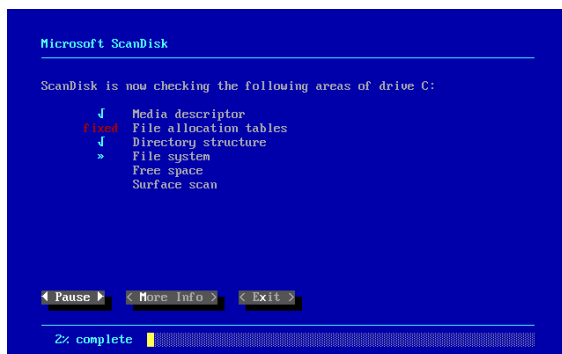 Microsoft ScanDisk
ScanDisk is now checking the following areas of drive C:
√ Media descriptor
fixed File allocation tables
√ Directory structure
» File system
Free space
Surface scan
◄ Pause ► < More Info > < Exit >
2% complete